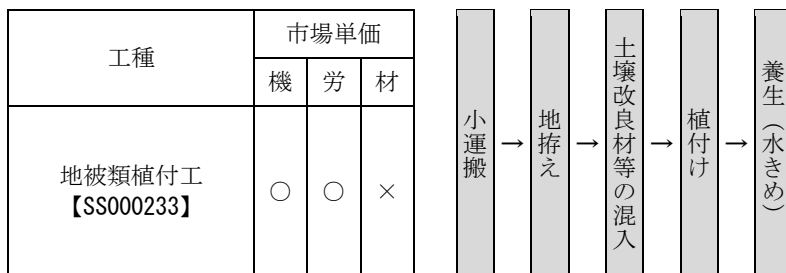 工種
市場単価
機 労 材
地被類植付工
【SS000233】
○ ○ ×
小運搬
→
地拵え
→
土壌改良材等の混入
→
植付け
→
養生（水きめ）